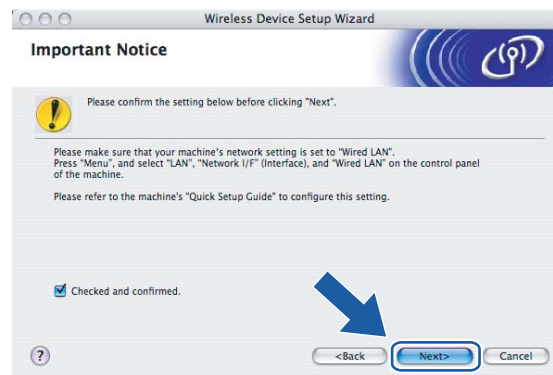 Wireless Device Setup Wizard
Important Notice
Please confirm the setting below before clicking "Next".
Please make sure that your machine's network setting is set to "Wired LAN".
Press "Menu", and select "LAN", "Network I/F" (Interface), and "Wired LAN" on the control panel
of the machine.
Please refer to the machine's "Quick Setup Guide" to configure this setting.
Checked and confirmed.
?
<Back
Next>
Cancel